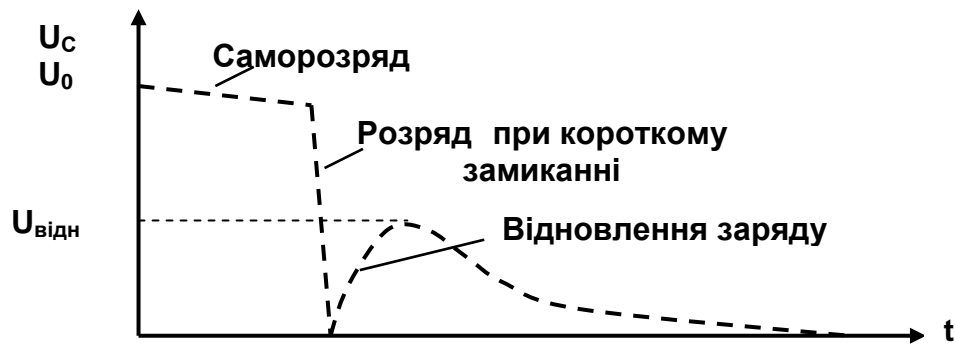 U_C
U_0
Саморозряд
Розряд при короткому
замиканні
U_відн
Відновлення заряду
t